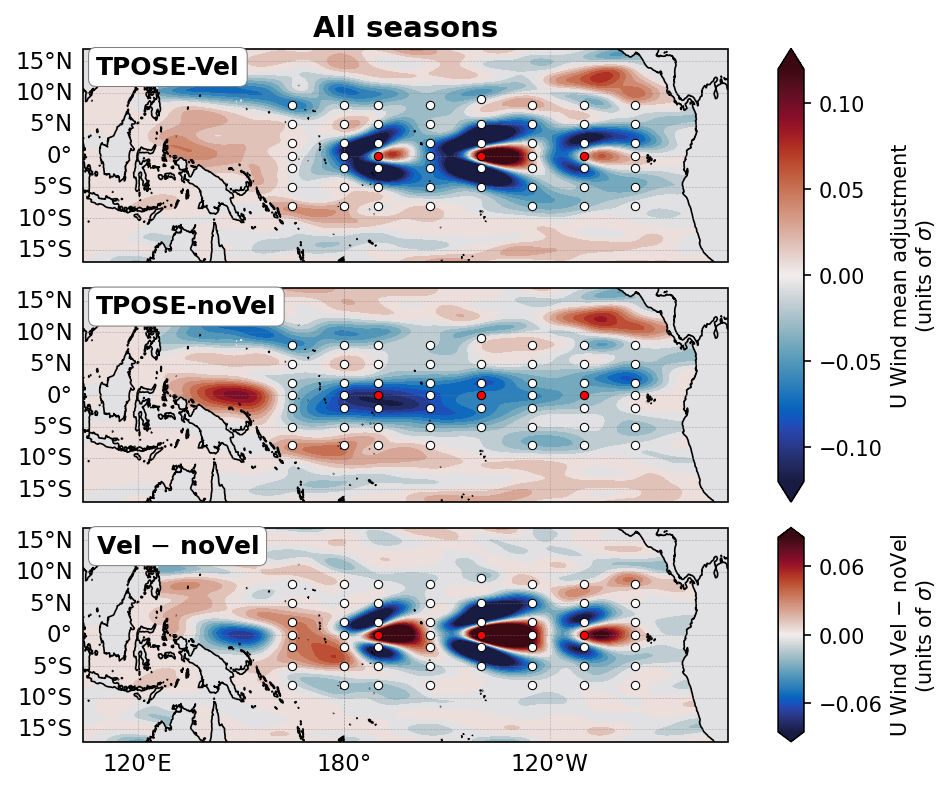 All seasons
TPOSE-Vel
15°N
10°N
5°N
0°
5°S
10°S
15°S
TPOSE-noVel
15°N
10°N
5°N
0°
5°S
10°S
15°S
Vel − noVel
15°N
10°N
5°N
0°
5°S
10°S
15°S
120°E
180°
120°W
0.10
0.05
0.00
−0.05
−0.10
U Wind mean adjustment
(units of σ)
0.06
0.00
−0.06
U Wind Vel − noVel
(units of σ)